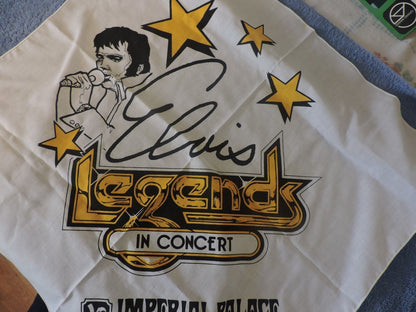 Elvis
Legends
IN CONCERT
IMPERIAL PALACE